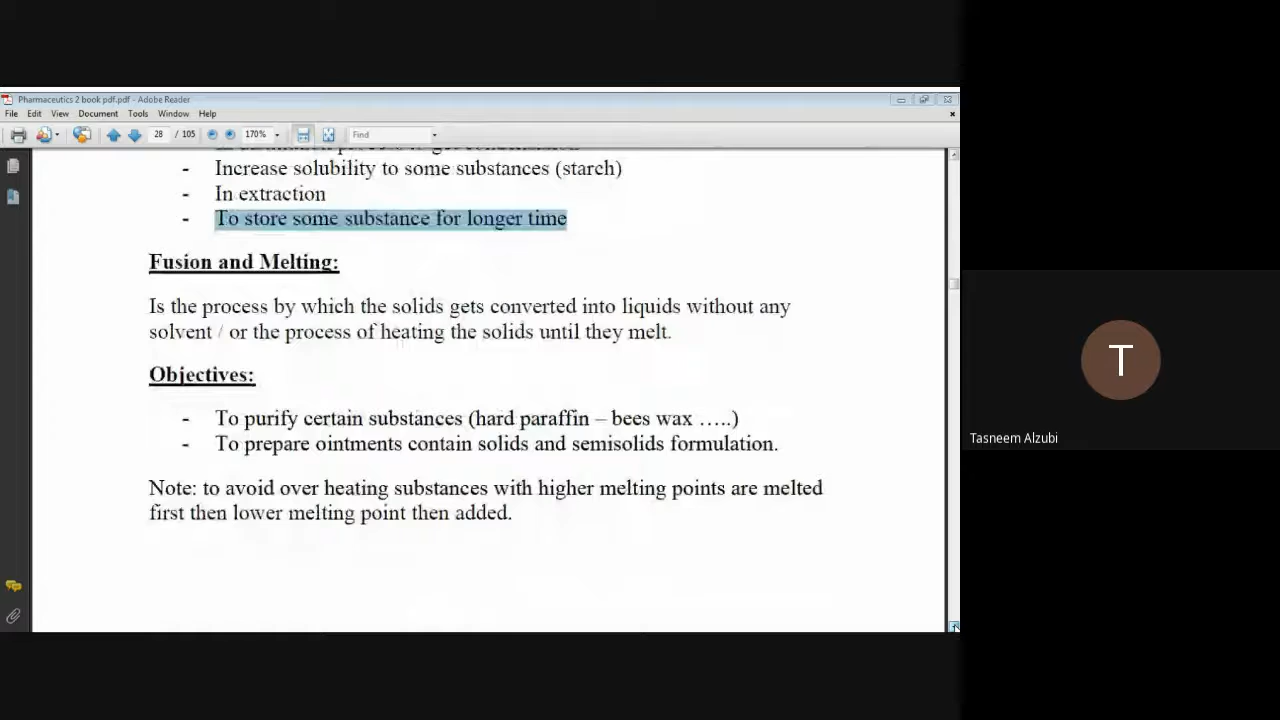 Pharmaceutics 2 book pdf.pdf - Adobe Reader
File Edit View Document Tools Window Help
28 / 105 170% Find
- Increase solubility to some substances (starch)
- In extraction
- To store some substance for longer time
Fusion and Melting:
Is the process by which the solids gets converted into liquids without any
solvent / or the process of heating the solids until they melt.
Objectives:
- To purify certain substances (hard paraffin – bees wax …..)
- To prepare ointments contain solids and semisolids formulation.
Note: to avoid over heating substances with higher melting points are melted
first then lower melting point then added.
T
Tasneem Alzubi